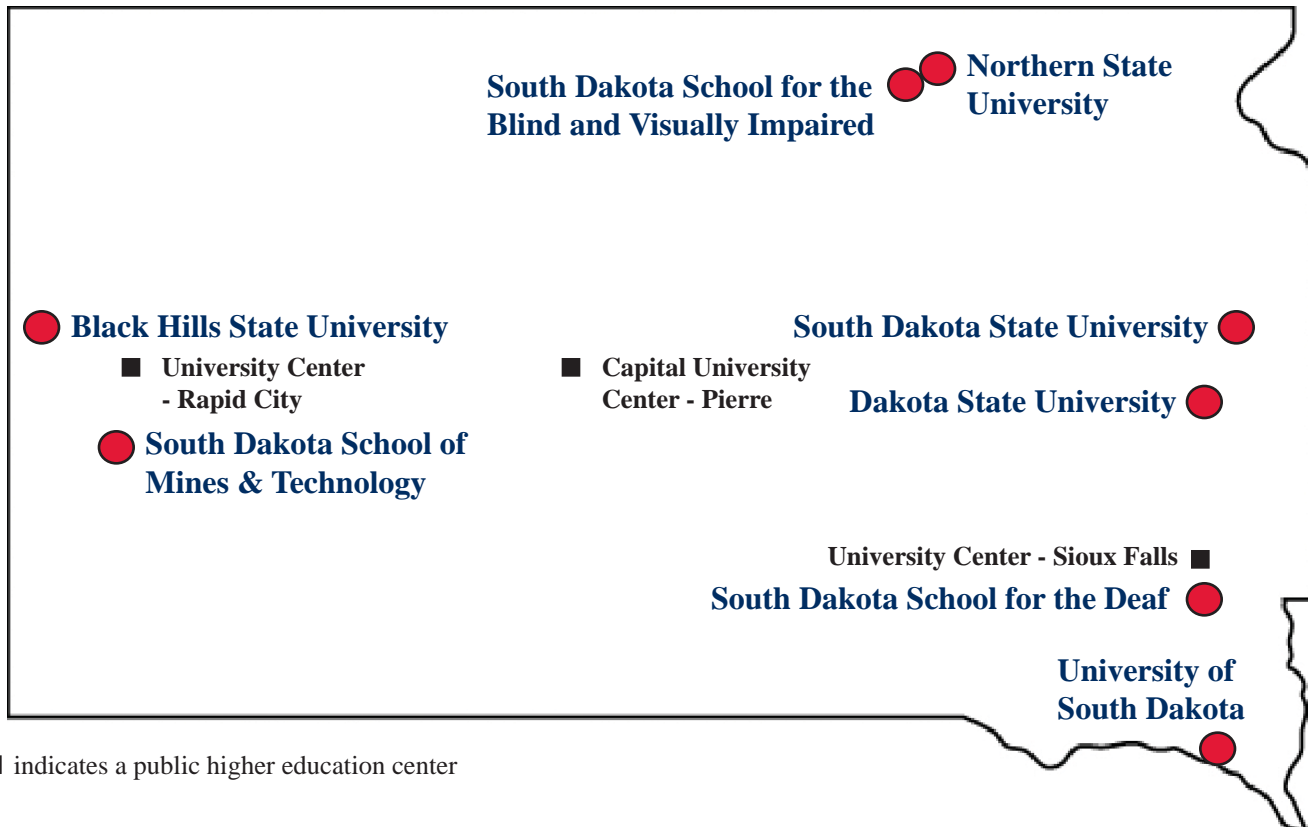 Northern State
University
South Dakota School for the
Blind and Visually Impaired
Black Hills State University
South Dakota State University
University Center
- Rapid City
Capital University
Center - Pierre
Dakota State University
South Dakota School of
Mines & Technology
University Center - Sioux Falls
South Dakota School for the Deaf
University of
South Dakota
indicates a public higher education center